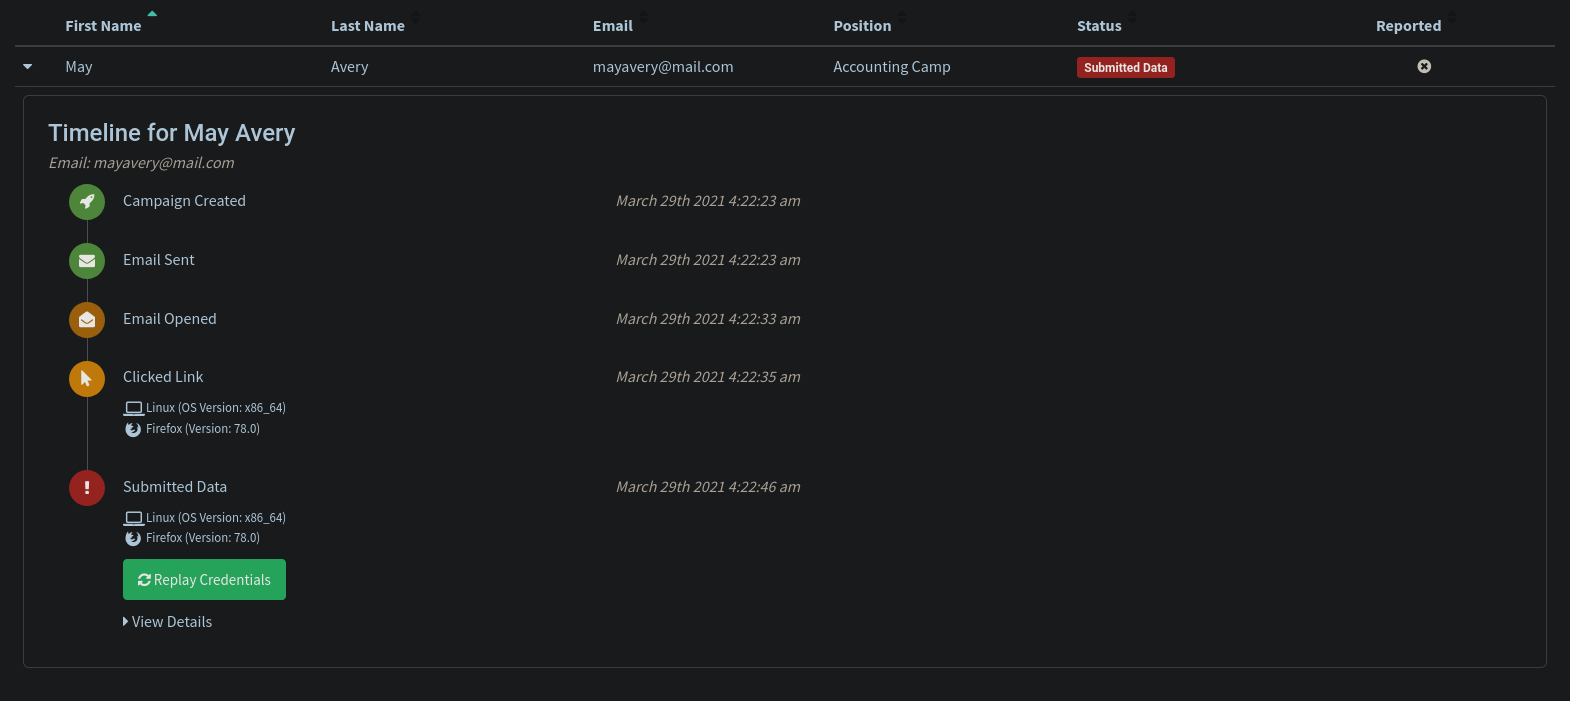 First Name Last Name Email Position Status Reported
May Avery mayavery@mail.com Accounting Camp Submitted Data
Timeline for May Avery
Email: mayavery@mail.com
Campaign Created March 29th 2021 4:22:23 am
Email Sent March 29th 2021 4:22:23 am
Email Opened March 29th 2021 4:22:33 am
Clicked Link March 29th 2021 4:22:35 am
Linux (OS Version: x86_64)
Firefox (Version: 78.0)
Submitted Data March 29th 2021 4:22:46 am
Linux (OS Version: x86_64)
Firefox (Version: 78.0)
Replay Credentials
View Details